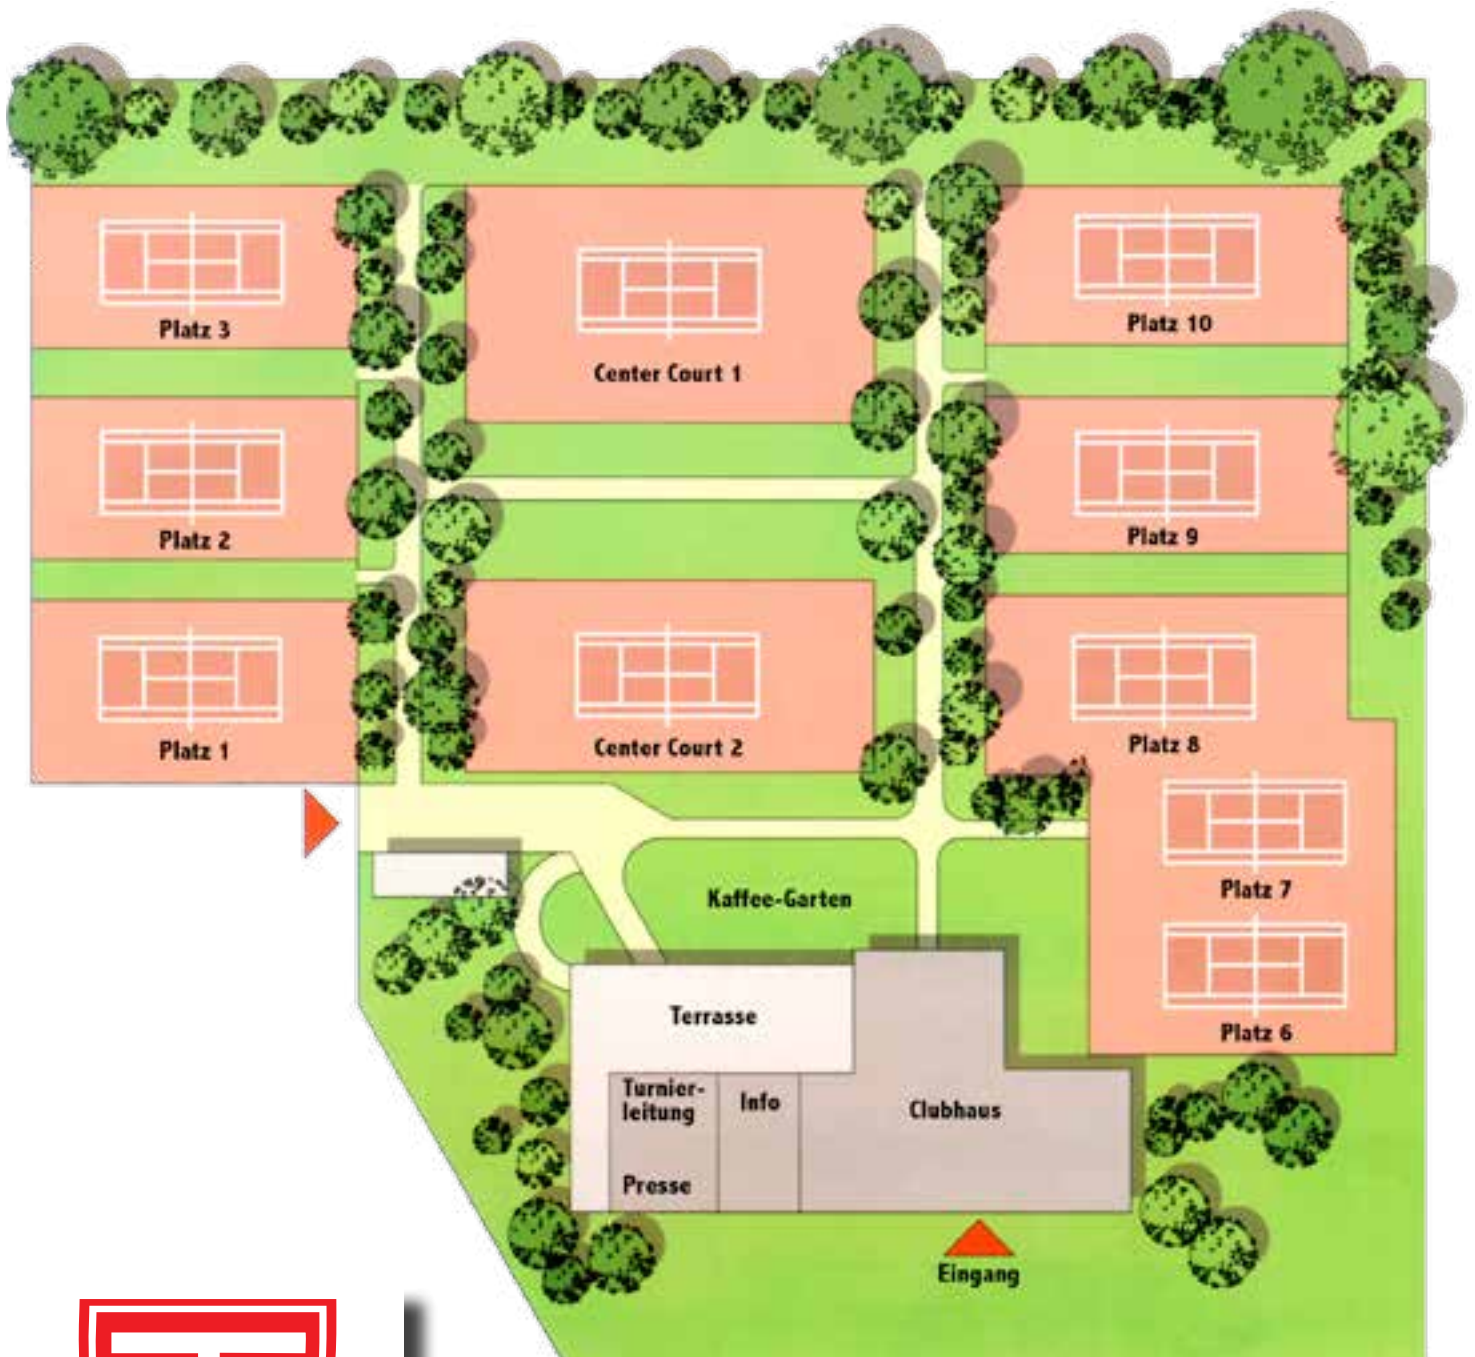 Platz 3
Center Court 1
Platz 10
Platz 2
Platz 9
Platz 1
Center Court 2
Platz 8
Platz 7
Kaffee-Garten
Platz 6
Terrasse
Turnier-
leitung
Info
Clubhaus
Presse
Eingang